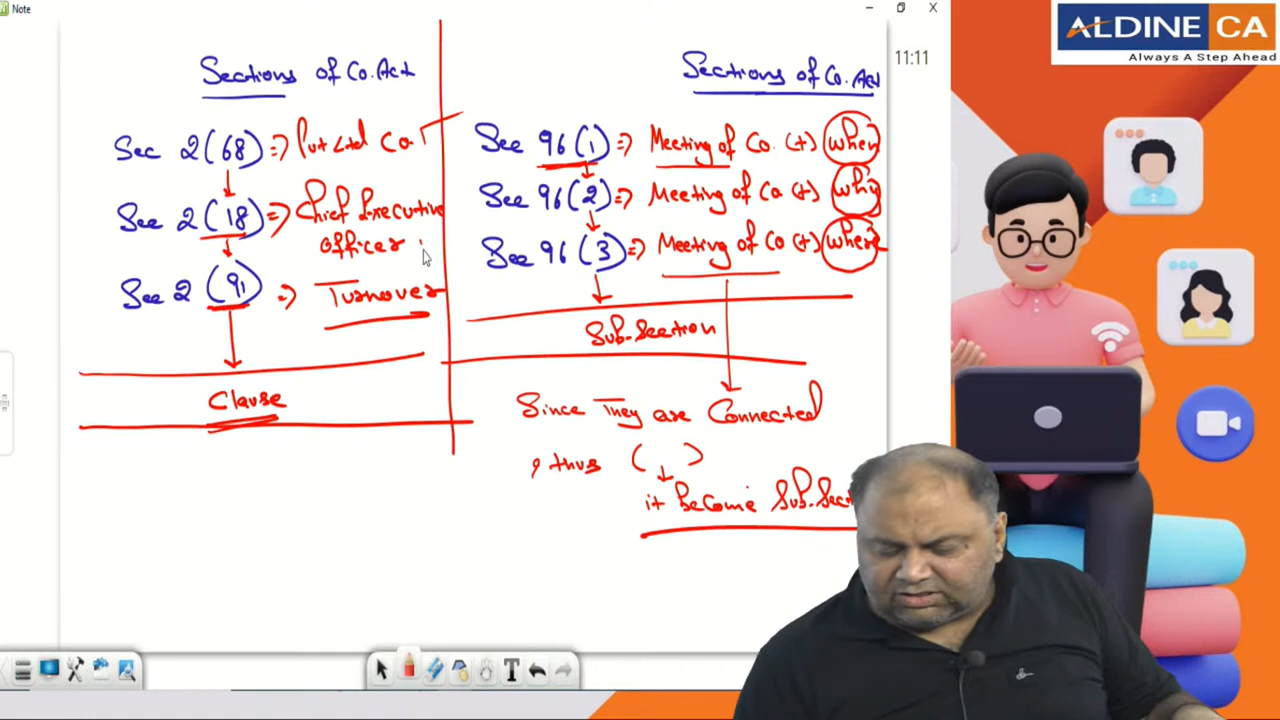 Note
ALDINE CA
Always A Step Ahead
11:11
Sections of Co. Act
Sec 2(68) => Pvt Ltd Co.
Sec 2(18) => Chief Executive
officer
Sec 2(91) => Turnover
Clause
Sections of Co. Act
Sec 96(1) => Meeting of Co. (+) when
Sec 96(2) => Meeting of Co (+) why
Sec 96(3) => Meeting of Co (+) where
Sub-Section
Since They are Connected
, thus ( )
it Become Sub-Sect
T